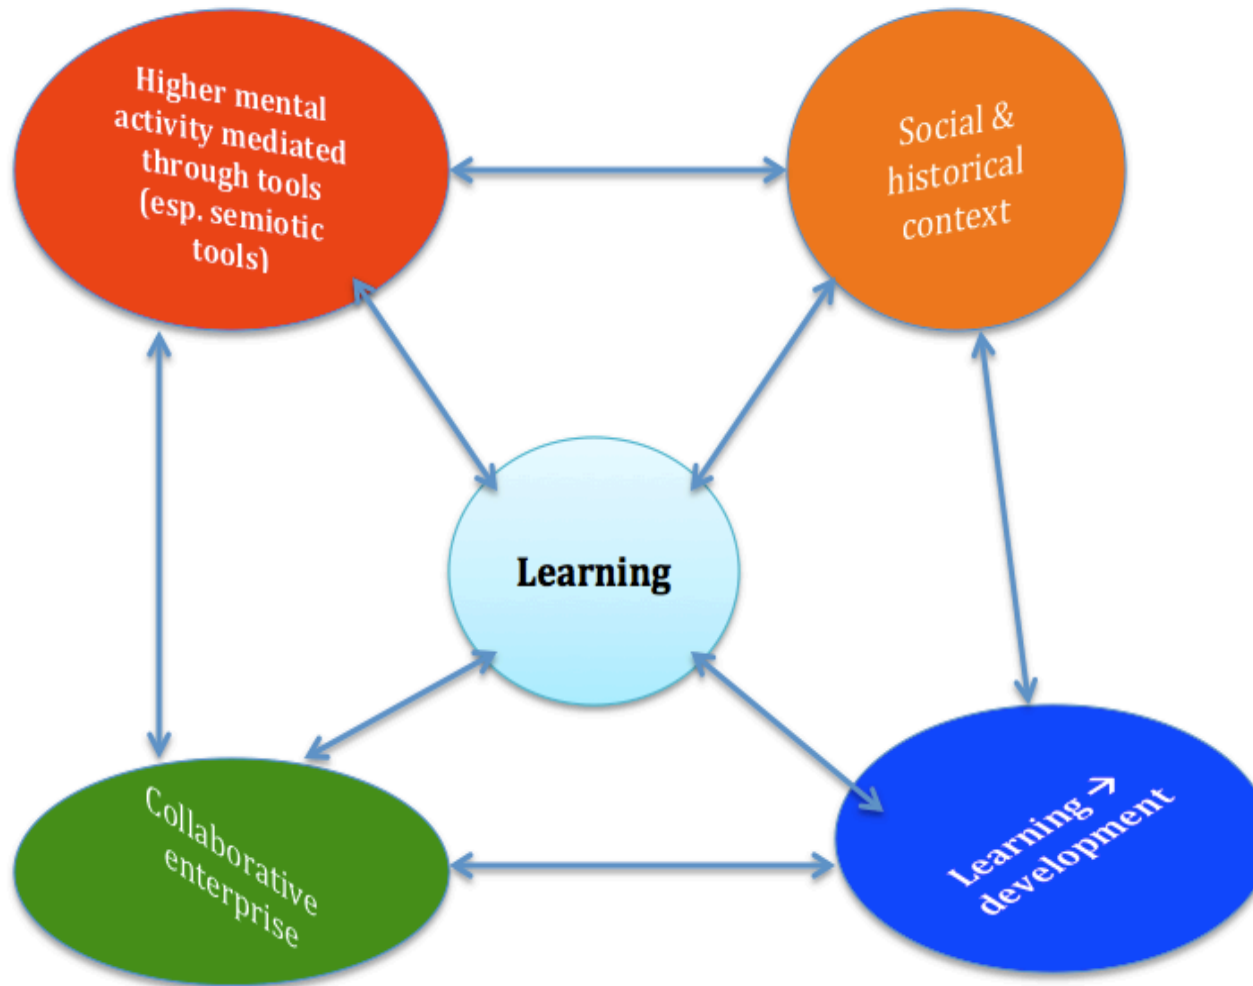 Higher mental
activity mediated
through tools
(esp. semiotic
tools)
Social &
historical
context
Learning
Collaborative
enterprise
Learning →
development